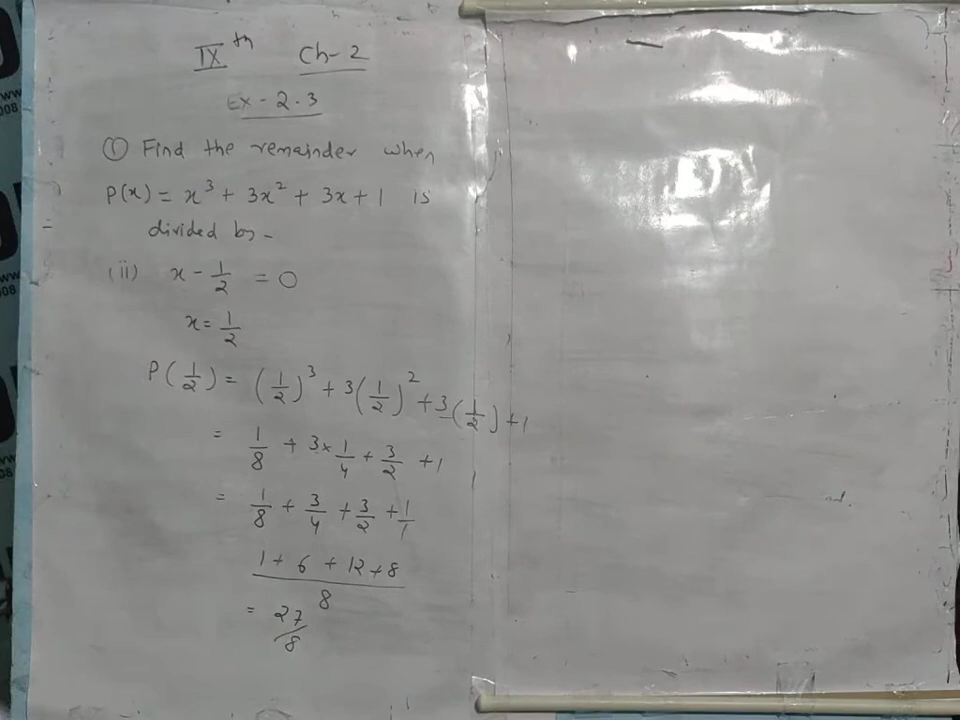 IXth Ch-2
Ex-2.3
① Find the remainder when
P(x) = x³ + 3x² + 3x + 1 is
divided by -
(ii) x - 1/2 = 0
x = 1/2
P(1/2) = (1/2)³ + 3(1/2)² + 3(1/2) + 1
= 1/8 + 3 × 1/4 + 3/2 + 1
= 1/8 + 3/4 + 3/2 + 1/1
1 + 6 + 12 + 8 / 8
= 27/8